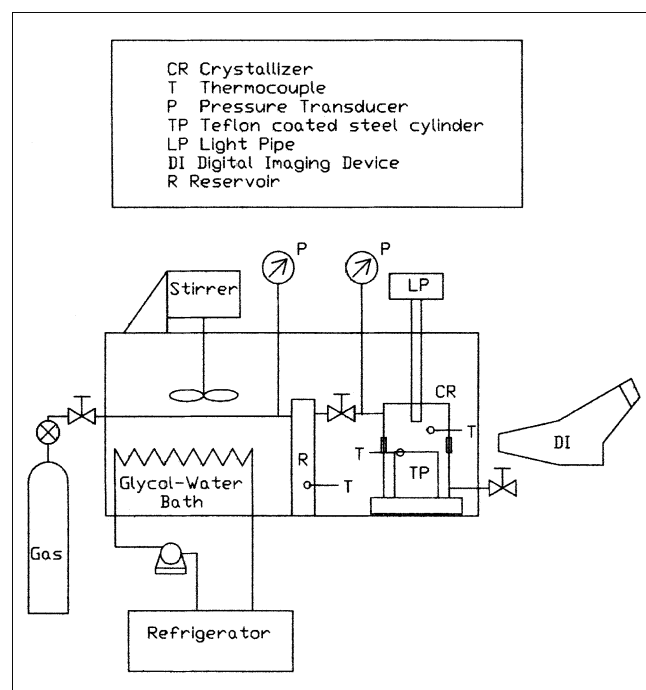 CR Crystallizer
T Thermocouple
P Pressure Transducer
TP Teflon coated steel cylinder
LP Light Pipe
DI Digital Imaging Device
R Reservoir
P
P
Stirrer
LP
CR
T
DI
T
TP
R
T
Glycol-Water
Bath
Gas
Refrigerator